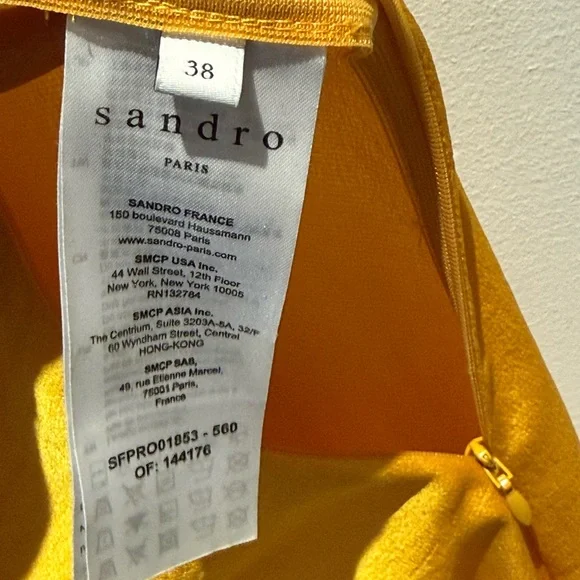 38
sandro
PARIS
SANDRO FRANCE
150 boulevard Haussmann
75008 Paris
www.sandro-paris.com
SMCP USA Inc.
44 Wall Street, 12th Floor
New York, New York 10005
RN132784
SMCP ASIA Inc.
The Centrium, Suite 3203A-5A, 32/F
60 Wyndham Street, Central
HONG-KONG
SMCP SAS,
49, rue Etienne Marcel,
75001 Paris,
France
SFPRO01853 - 560
OF: 144176